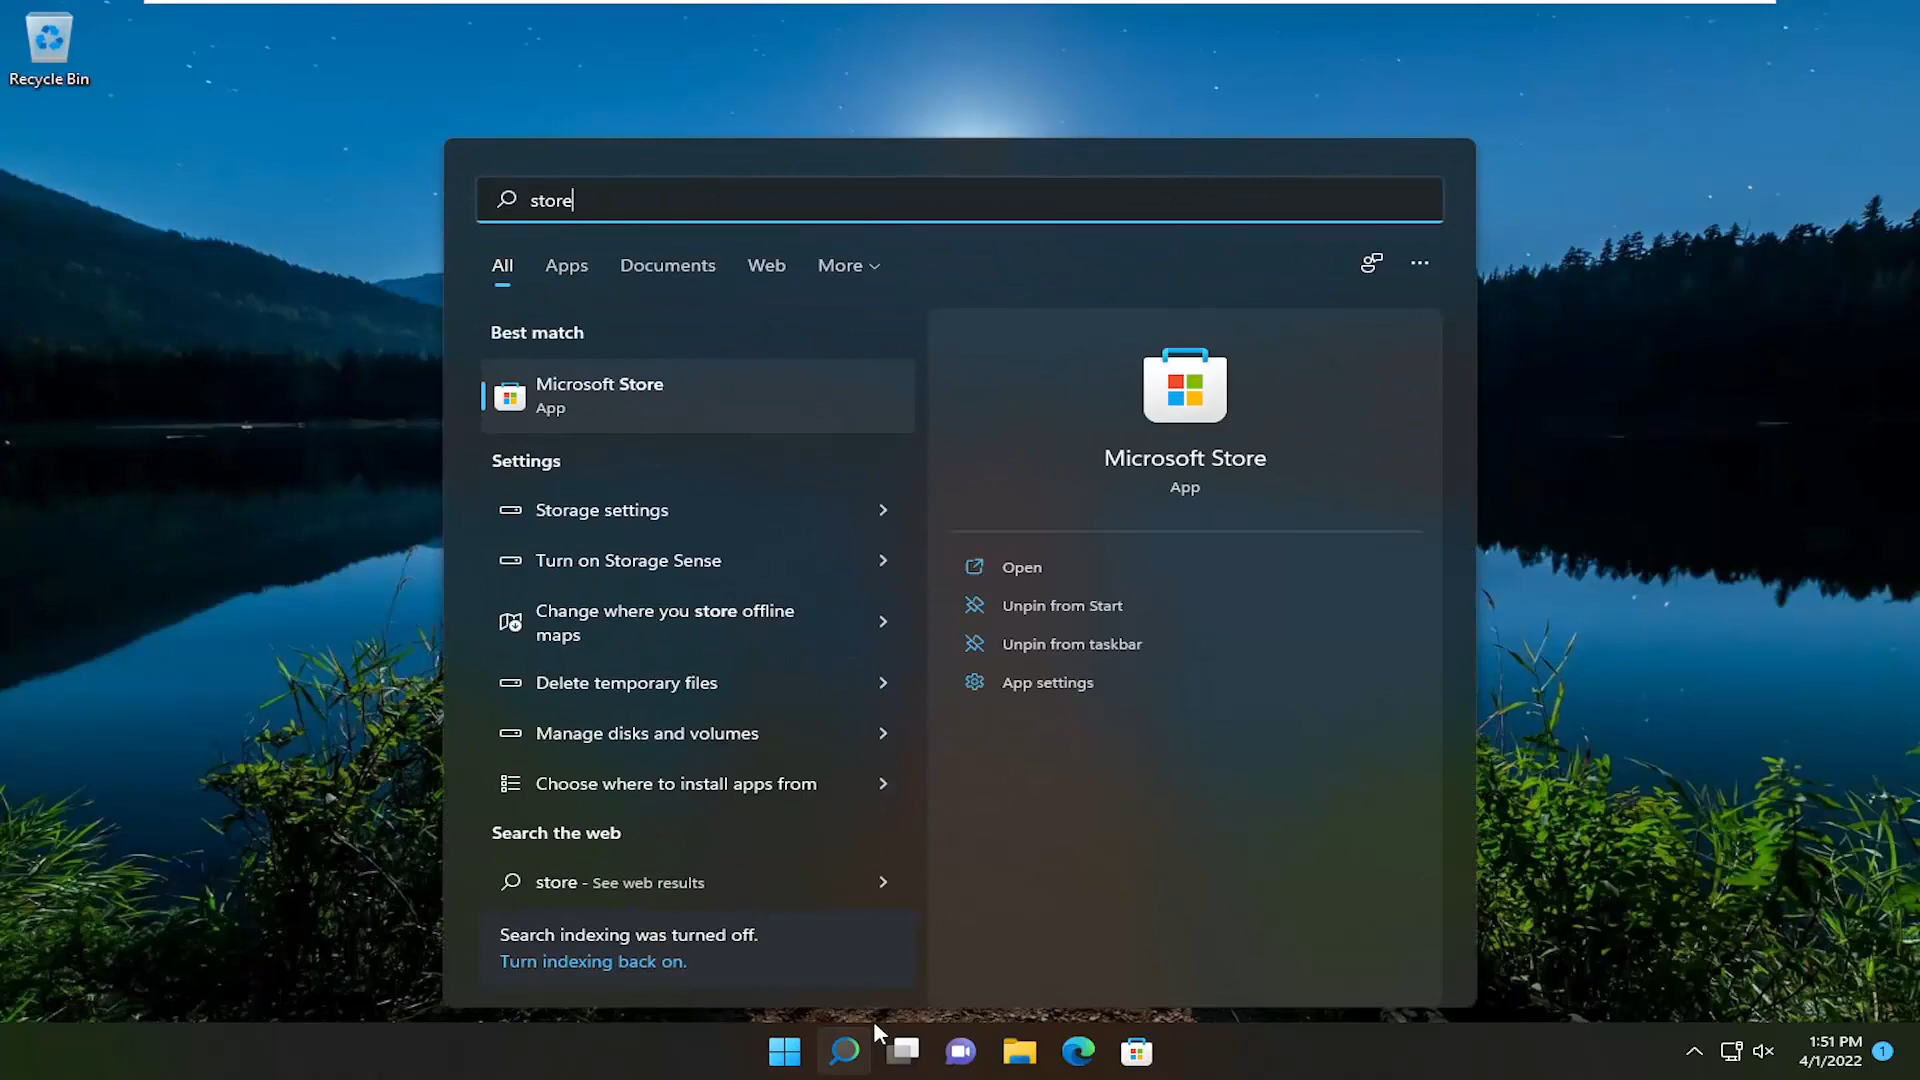 Recycle Bin
store
All Apps Documents Web More
Best match
Microsoft Store
App
Settings
Storage settings
Turn on Storage Sense
Change where you store offline
maps
Delete temporary files
Manage disks and volumes
Choose where to install apps from
Search the web
store - See web results
Search indexing was turned off.
Turn indexing back on.
Microsoft Store
App
Open
Unpin from Start
Unpin from taskbar
App settings
1:51 PM
4/1/2022
1